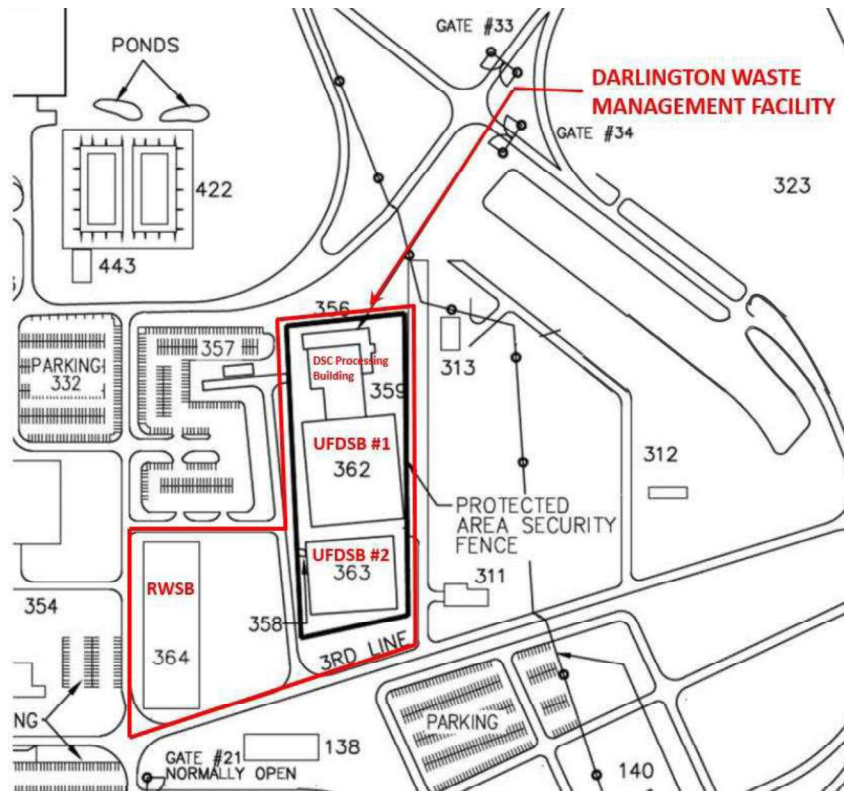 GATE #33
PONDS
DARLINGTON WASTE
MANAGEMENT FACILITY
GATE #34
323
422
443
356
357
PARKING
332
DSC Processing
Building
359
313
UFDSB #1
362
312
PROTECTED
AREA SECURITY
FENCE
UFDSB #2
363
311
RWSB
354
358
364
3RD LINE
NG
PARKING
GATE #21
NORMALLY OPEN
138
140